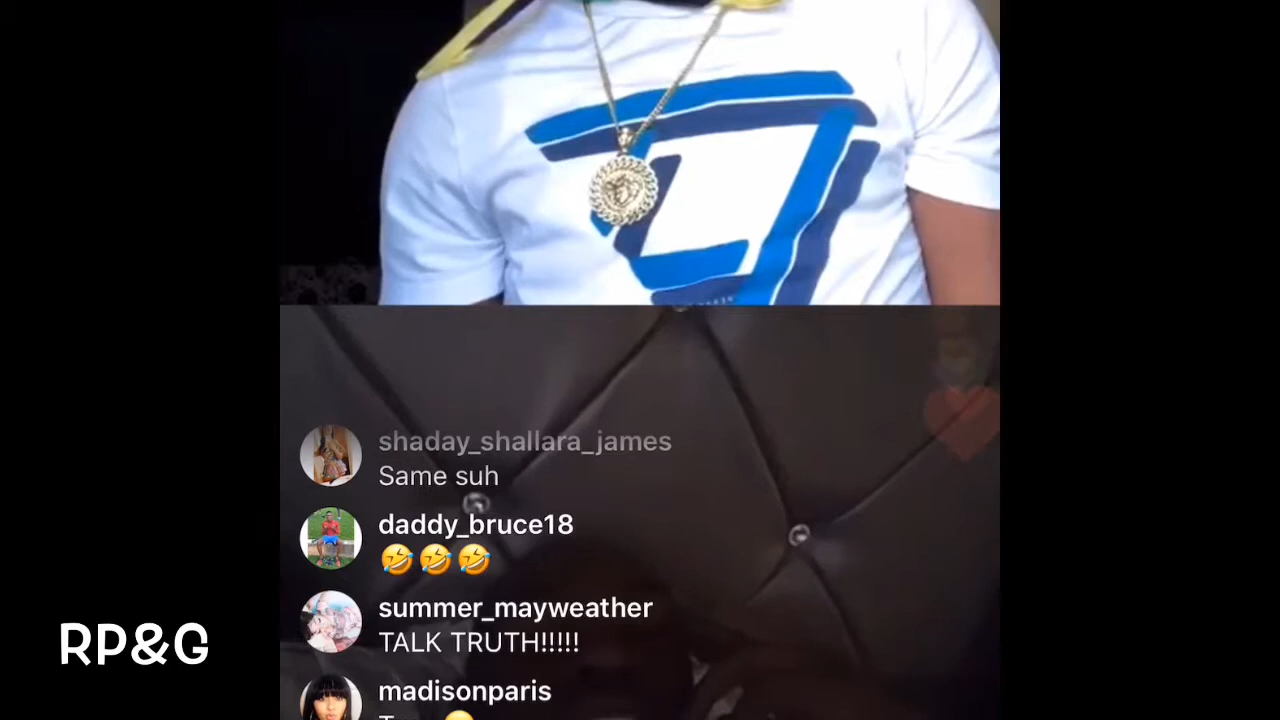 shaday_shallara_james
Same suh
daddy_bruce18
🤣🤣🤣
summer_mayweather
TALK TRUTH!!!!!
RP&G
madisonparis